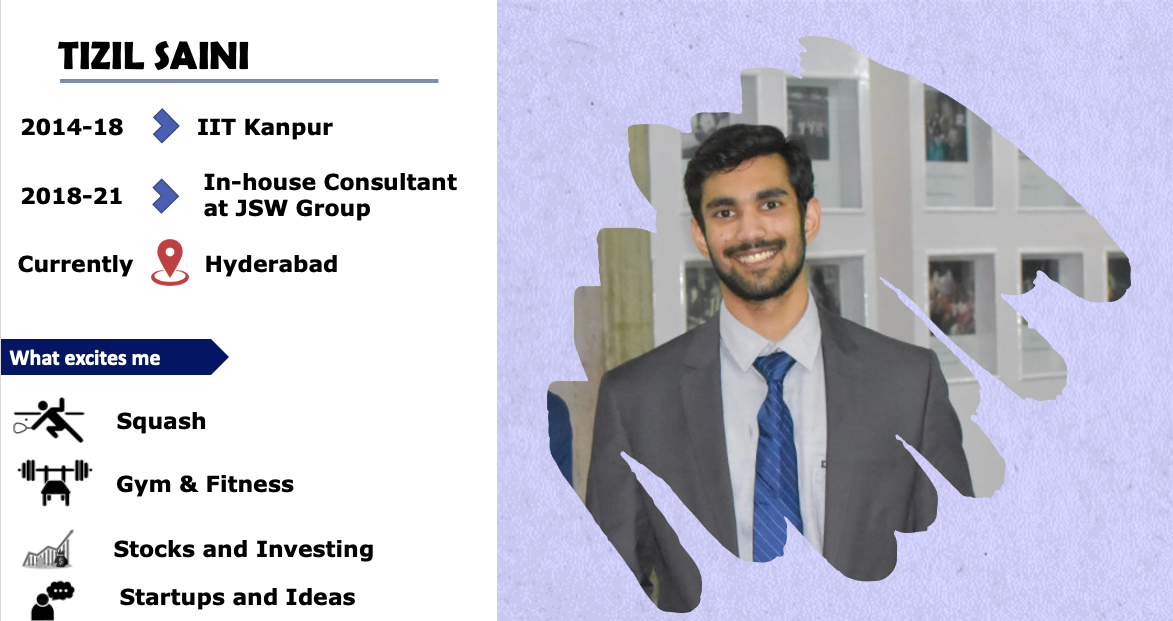 TIZIL SAINI
2014-18 IIT Kanpur
2018-21 In-house Consultant
at JSW Group
Currently Hyderabad
What excites me
Squash
Gym & Fitness
Stocks and Investing
Startups and Ideas